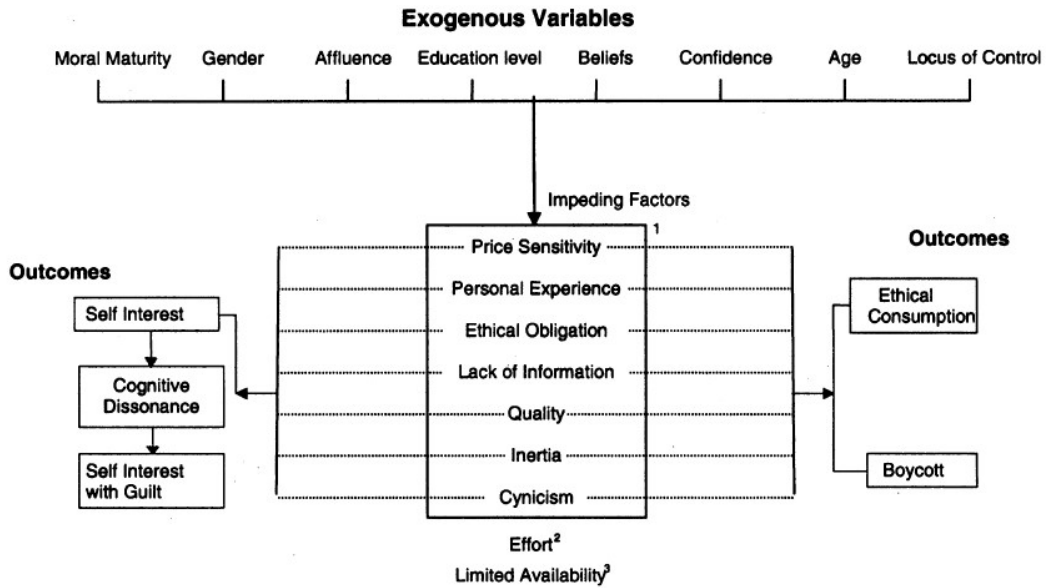 Exogenous Variables
Moral Maturity Gender Affluence Education level Beliefs Confidence Age Locus of Control
Impeding Factors
1
Price Sensitivity
Personal Experience
Ethical Obligation
Lack of Information
Quality
Inertia
Cynicism
Effort²
Limited Availability³
Outcomes
Self Interest
Cognitive
Dissonance
Self Interest
with Guilt
Outcomes
Ethical
Consumption
Boycott